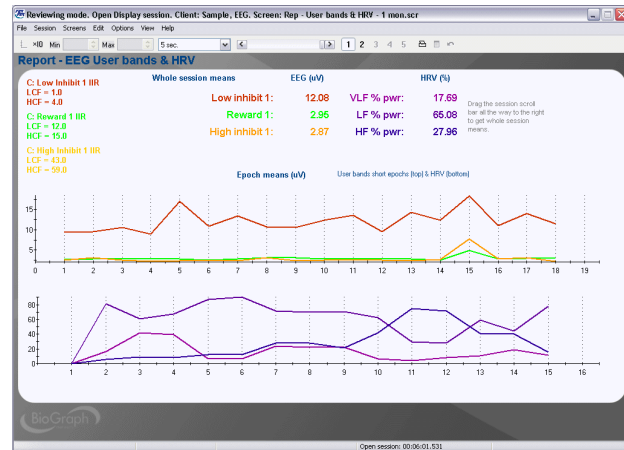 Reviewing mode. Open Display session. Client: Sample, EEG. Screen: Rep - User bands & HRV - 1 mon.scr
File Session Screens Edit Options View Help
×10 Min Max 5 sec. 1 2 3 4 5
Report - EEG User bands & HRV
C: Low Inhibit 1 IIR
LCF = 1.0
HCF = 4.0
C: Reward 1 IIR
LCF = 12.0
HCF = 15.0
C: High Inhibit 1 IIR
LCF = 43.0
HCF = 59.0
Whole session means EEG (uV) HRV (%)
Low inhibit 1: 12.08 VLF % pwr: 17.69
Reward 1: 2.95 LF % pwr: 65.08
High inhibit 1: 2.87 HF % pwr: 27.96
Drag the session scroll
bar all the way to the right
to get whole session
means.
Epoch means (uV) User bands short epochs (top) & HRV (bottom)
15
10
5
0 1 2 3 4 5 6 7 8 9 10 11 12 13 14 15 16 17 18 19
80
60
40
20
0
1 2 3 4 5 6 7 8 9 10 11 12 13 14 15 16
BioGraph
Open session: 00:06:01.531